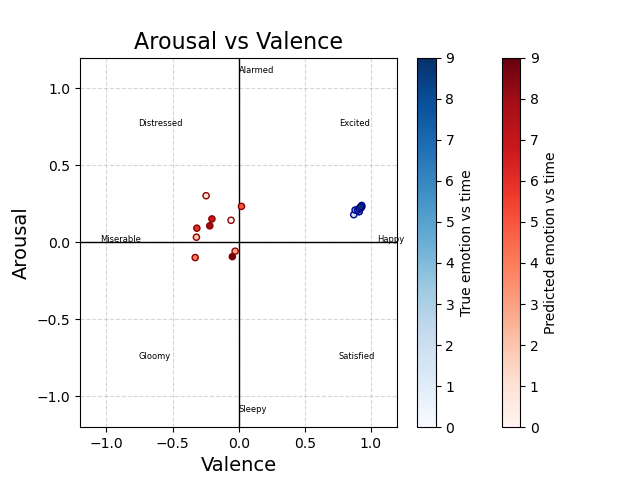 Arousal vs Valence
Alarmed
Distressed
Excited
Miserable
Happy
Gloomy
Satisfied
Sleepy
1.0
0.5
0.0
−0.5
−1.0
Arousal
−1.0
−0.5
0.0
0.5
1.0
Valence
9
8
7
6
5
4
3
2
1
0
True emotion vs time
9
8
7
6
5
4
3
2
1
0
Predicted emotion vs time